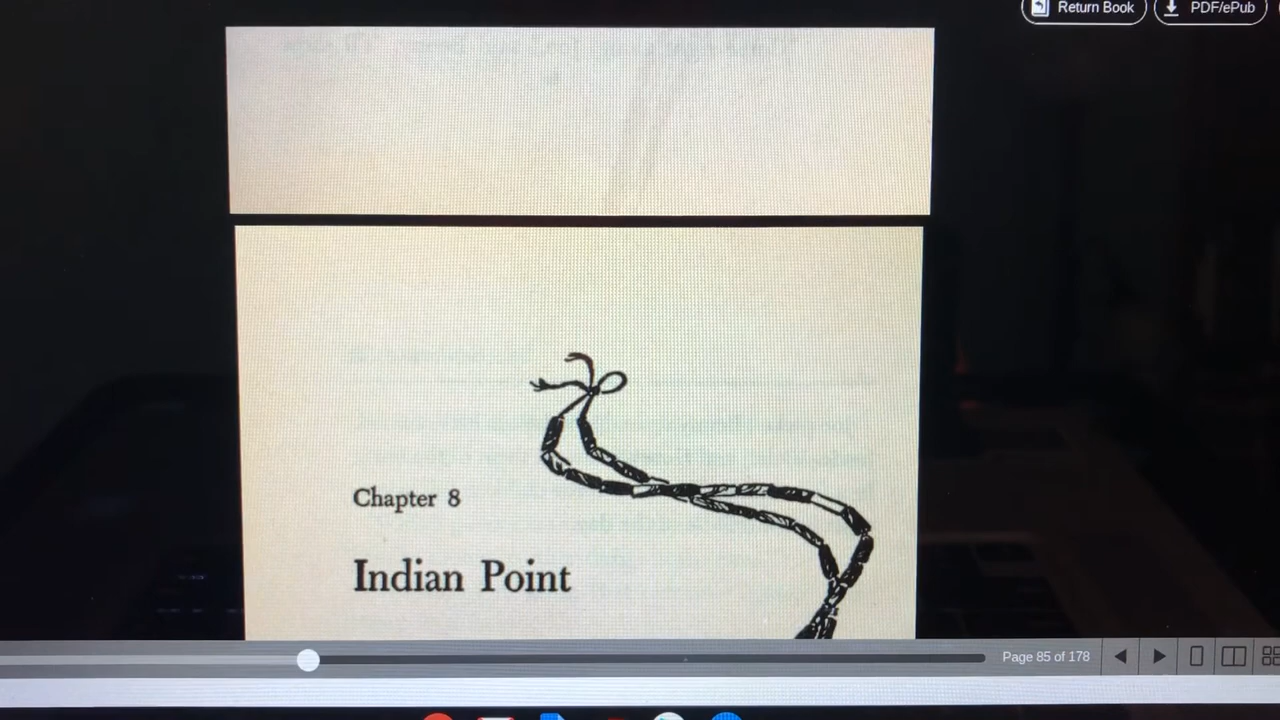 Return Book
PDF/ePub
Chapter 8
Indian Point
Page 85 of 178